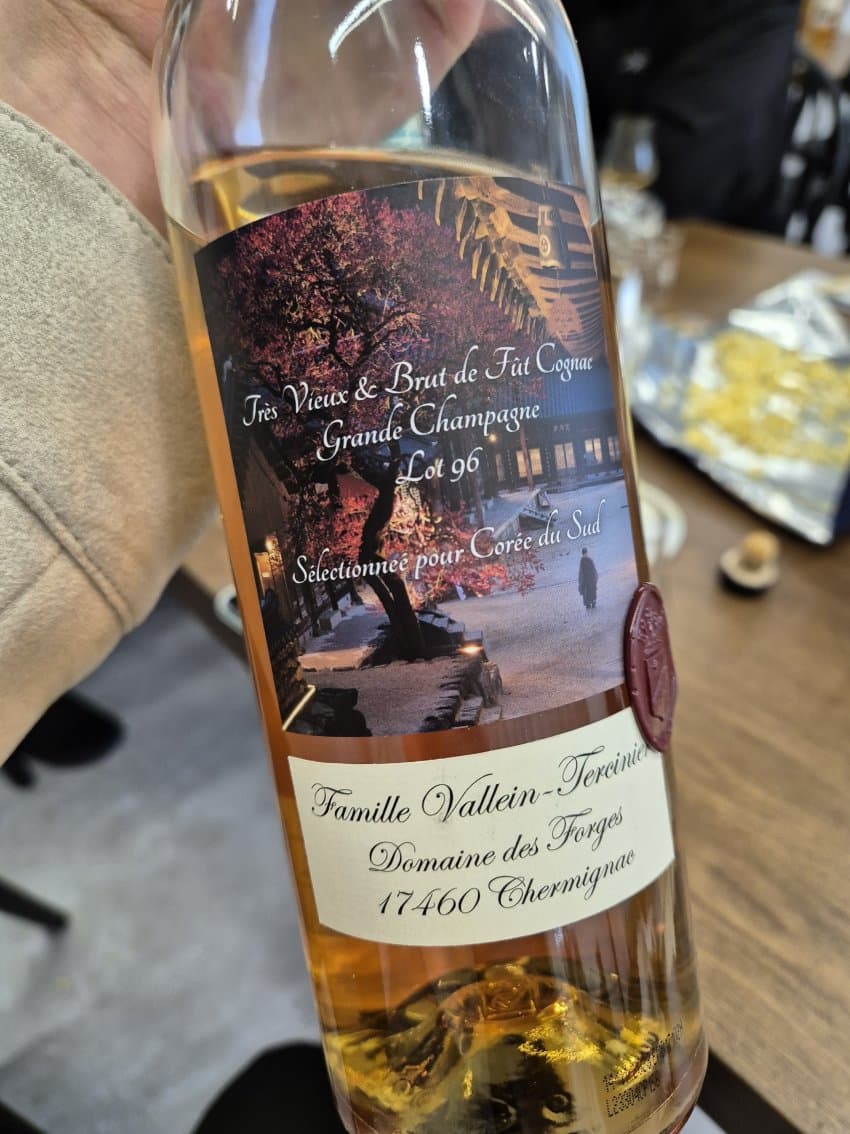 Très Vieux & Brut de Fût Cognac
Grande Champagne
Lot 96
Sélectionneé pour Corée du Sud
Famille Vallein-Tercinier
Domaine des Forges
17460 Chermignac